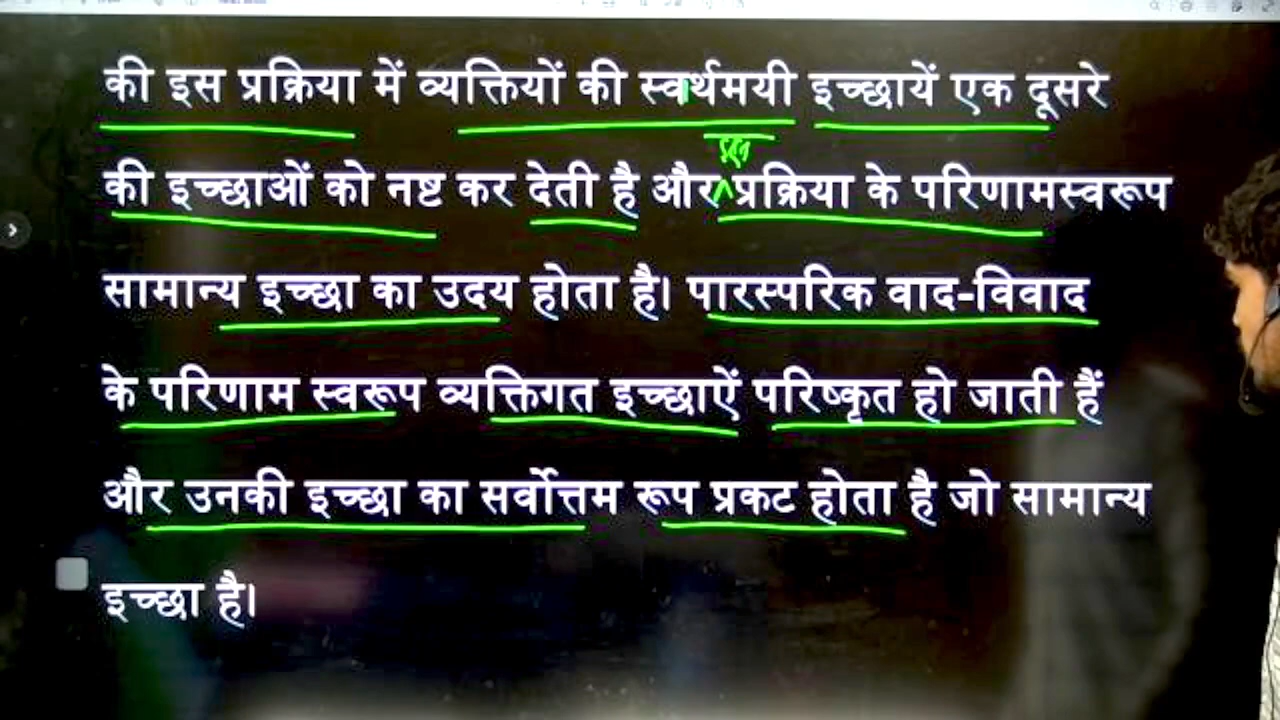 की इस प्रक्रिया में व्यक्तियों की स्वार्थमयी इच्छायें एक दूसरे
की इच्छाओं को नष्ट कर देती है और ^ प्रक्रिया के परिणामस्वरूप
सामान्य इच्छा का उदय होता है। पारस्परिक वाद-विवाद
के परिणाम स्वरूप व्यक्तिगत इच्छाऐं परिष्कृत हो जाती हैं
और उनकी इच्छा का सर्वोत्तम रूप प्रकट होता है जो सामान्य
इच्छा है।